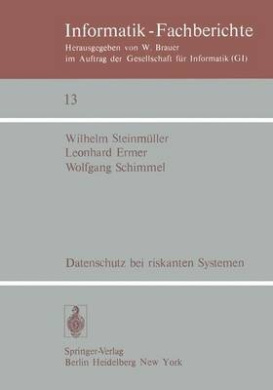 Informatik-Fachberichte
Herausgegeben von W. Brauer
im Auftrag der Gesellschaft für Informatik (GI)
13
Wilhelm Steinmüller
Leonhard Ermer
Wolfgang Schimmel
Datenschutz bei riskanten Systemen
Springer-Verlag
Berlin Heidelberg New York